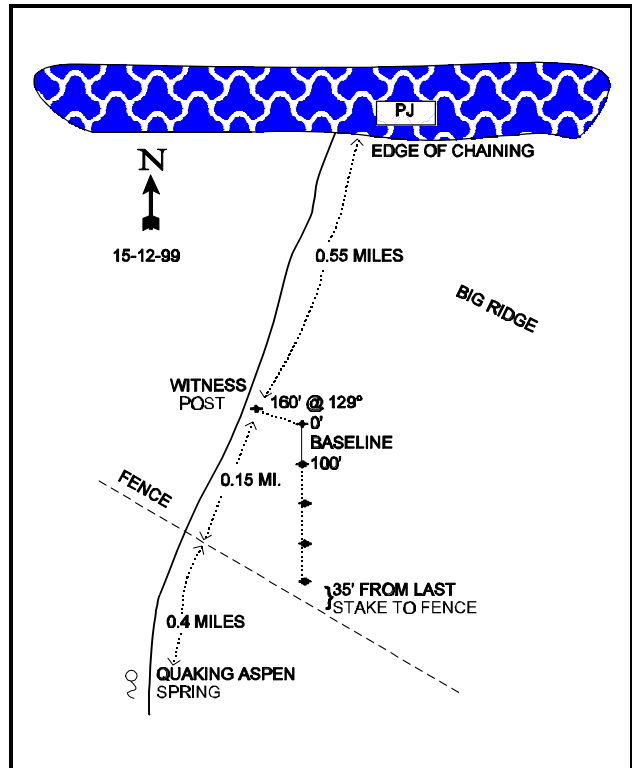 PJ
EDGE OF CHAINING
N
15-12-99
0.55 MILES
BIG RIDGE
WITNESS
POST
160' @ 129°
0'
BASELINE
100'
0.15 MI.
FENCE
35' FROM LAST
STAKE TO FENCE
0.4 MILES
QUAKING ASPEN
SPRING